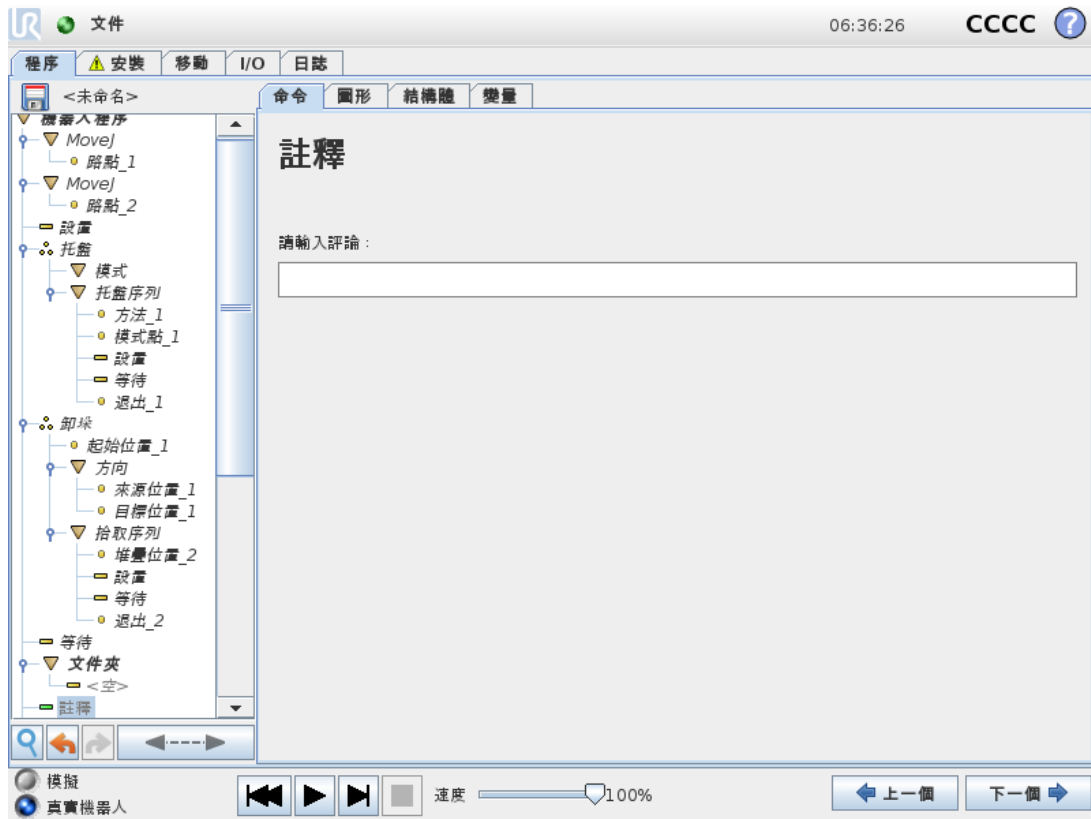 UR 文件 06:36:26 CCCC ?
程序 安裝 移動 I/O 日誌
<未命名> 命令 圖形 結構體 變量
機器人程序
MoveJ
路點_1
MoveJ
路點_2
設置
托盤
模式
托盤序列
方法_1
模式點_1
設置
等待
退出_1
卸垛
起始位置_1
方向
來源位置_1
目標位置_1
拾取序列
堆疊位置_2
設置
等待
退出_2
等待
文件夾
<空>
註釋
註釋
請輸入評論：
模擬
真實機器人
速度 100%
上一個 下一個